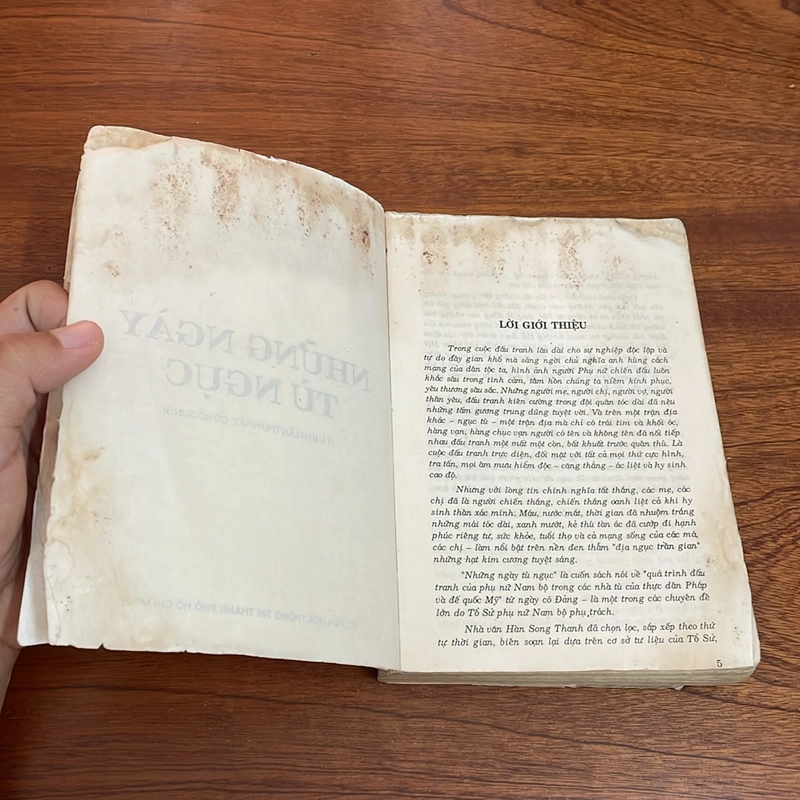 NHỮNG NGÀY
TÙ NGỤC
SỞ VĂN HÓA THÔNG TIN THÀNH PHỐ HỒ CHÍ MINH
LỜI GIỚI THIỆU
Trong cuộc đấu tranh lâu dài cho sự nghiệp độc lập và
tự do đầy gian khổ mà sáng ngời chủ nghĩa anh hùng cách
mạng của dân tộc ta, hình ảnh người Phụ nữ chiến đấu luôn
khắc sâu trong tình cảm, tâm hồn chúng ta niềm kính phục,
yêu thương sâu sắc. Những người mẹ, người chị, người vợ, người
thân yêu, đấu tranh kiên cường trong đội quân tóc dài đã nêu
những tấm gương trung dũng tuyệt vời. Và trên một trận địa
khác – ngục tù – một trận địa mà chỉ có trái tim và khối óc,
hàng vạn, hàng chục vạn người có tên và không tên đã nối tiếp
nhau đấu tranh một mất một còn, bất khuất trước quân thù. Là
cuộc đấu tranh trực diện, đối mặt với tất cả mọi thứ cực hình,
tra tấn, mọi âm mưu hiểm độc – căng thẳng – ác liệt và hy sinh
cao độ.
Nhưng với lòng tin chính nghĩa tất thắng, các mẹ, các
chị đã là người chiến thắng, chiến thắng oanh liệt cả khi hy
sinh thân xác mình. Máu, nước mắt, thời gian đã nhuộm trắng
những mái tóc dài, xanh mướt, kẻ thù tàn ác đã cướp đi hạnh
phúc riêng tư, sức khỏe, tuổi thọ và cả mạng sống của các má,
các chị – làm nổi bật trên nền đen thẫm "địa ngục trần gian"
những hạt kim cương tuyệt sáng.
"Những ngày tù ngục" là cuốn sách nói về "quá trình đấu
tranh của phụ nữ Nam bộ trong các nhà tù của thực dân Pháp
và đế quốc Mỹ" từ ngày có Đảng – là một trong các chuyên đề
lớn do Tổ Sử phụ nữ Nam bộ phụ trách.
Nhà văn Hàn Song Thanh đã chọn lọc, sắp xếp theo thứ
tự thời gian, biên soạn lại dựa trên cơ sở tư liệu của Tổ Sử,
5